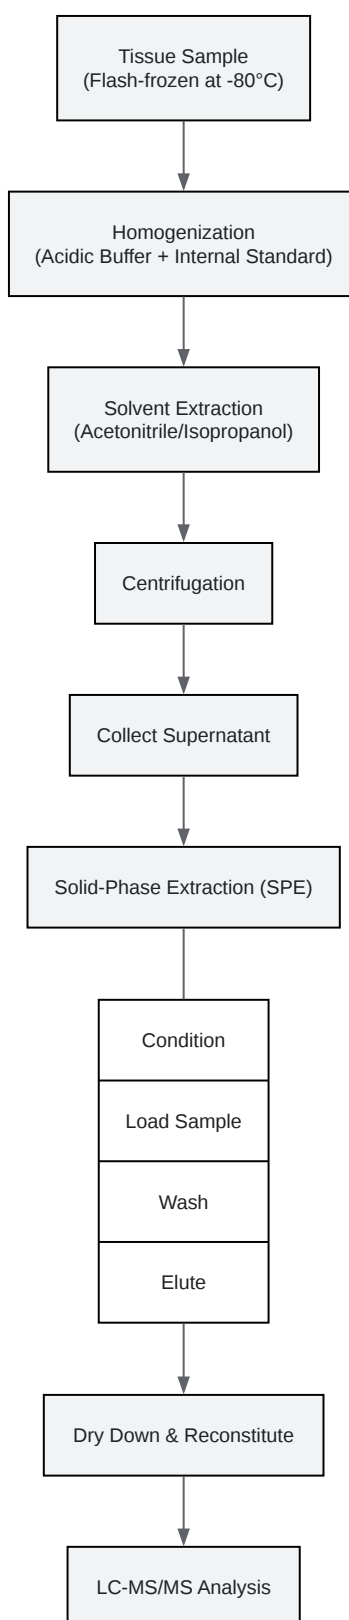 Tissue Sample
(Flash-frozen at -80°C)
Homogenization
(Acidic Buffer + Internal Standard)
Solvent Extraction
(Acetonitrile/Isopropanol)
Centrifugation
Collect Supernatant
Solid-Phase Extraction (SPE)
Condition
Load Sample
Wash
Elute
Dry Down & Reconstitute
LC-MS/MS Analysis